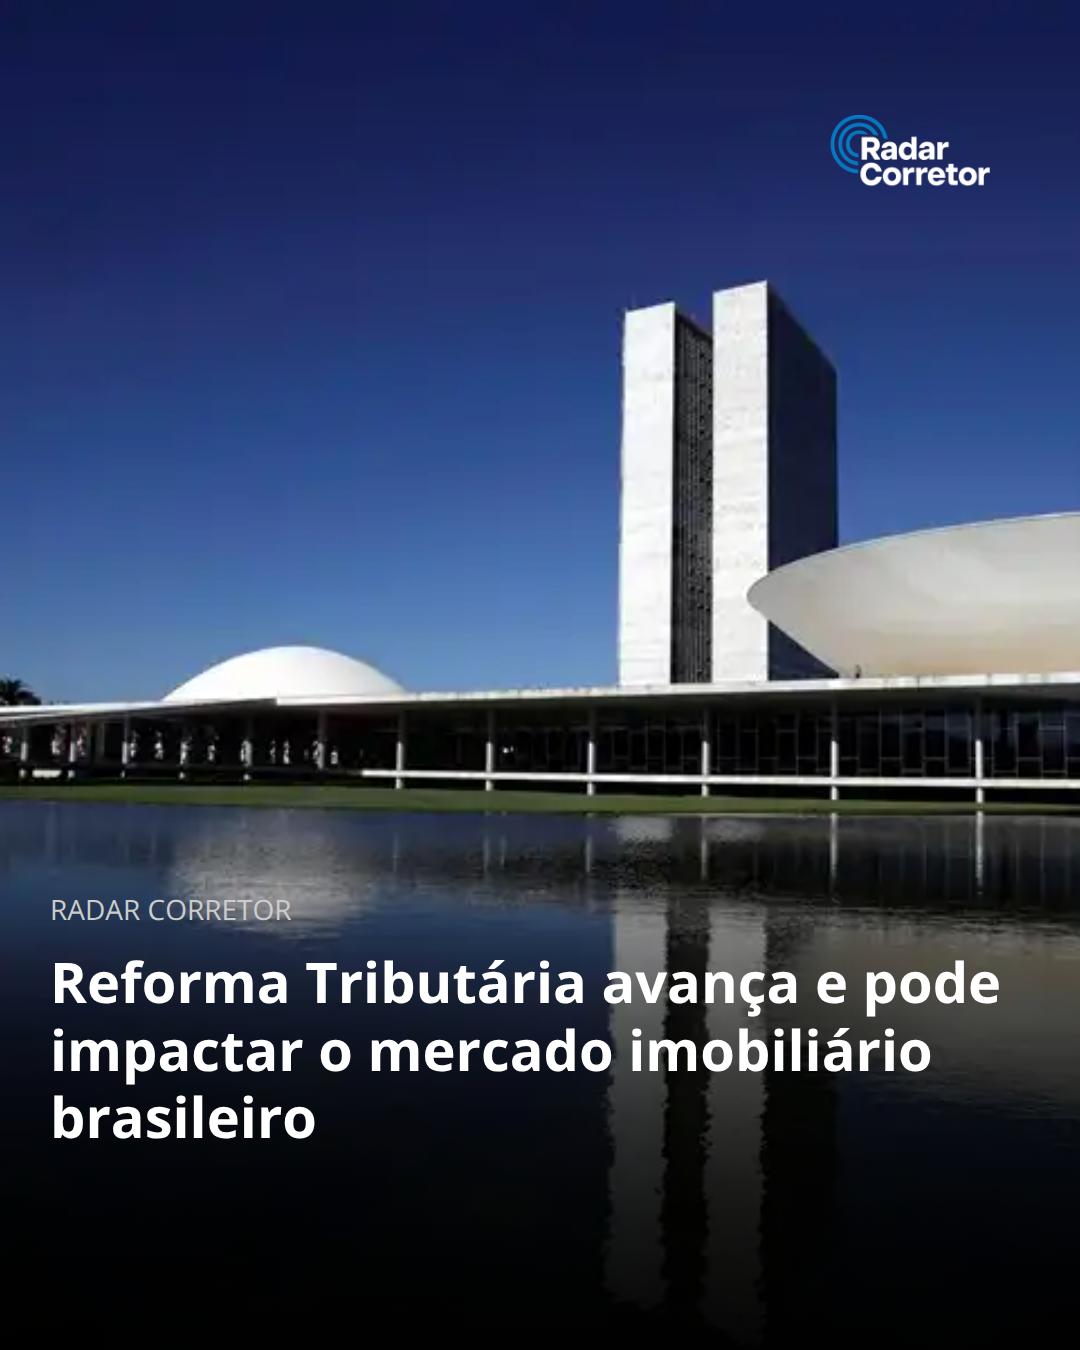 Radar
Corretor
RADAR CORRETOR
Reforma Tributária avança e pode
impactar o mercado imobiliário
brasileiro